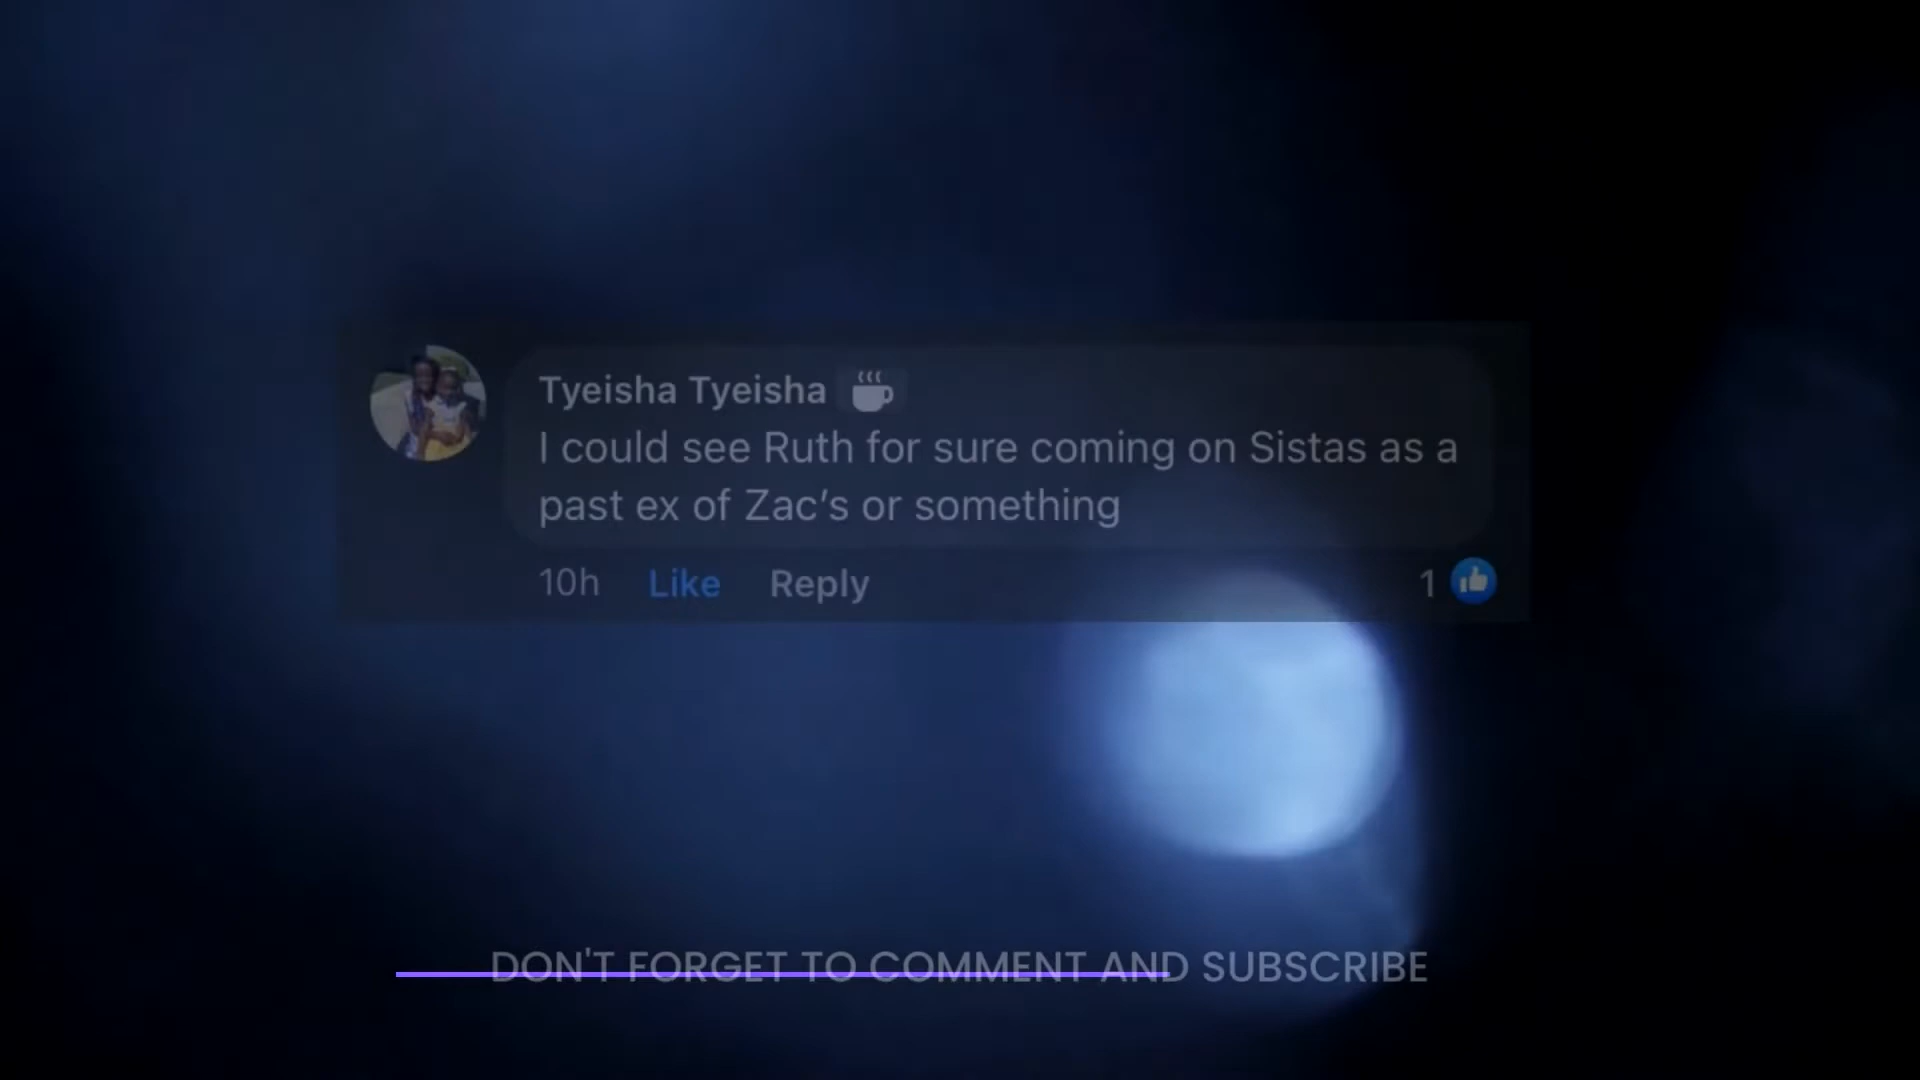 Tyeisha Tyeisha
I could see Ruth for sure coming on Sistas as a
past ex of Zac's or something
10h Like Reply 1
DON'T FORGET TO COMMENT AND SUBSCRIBE